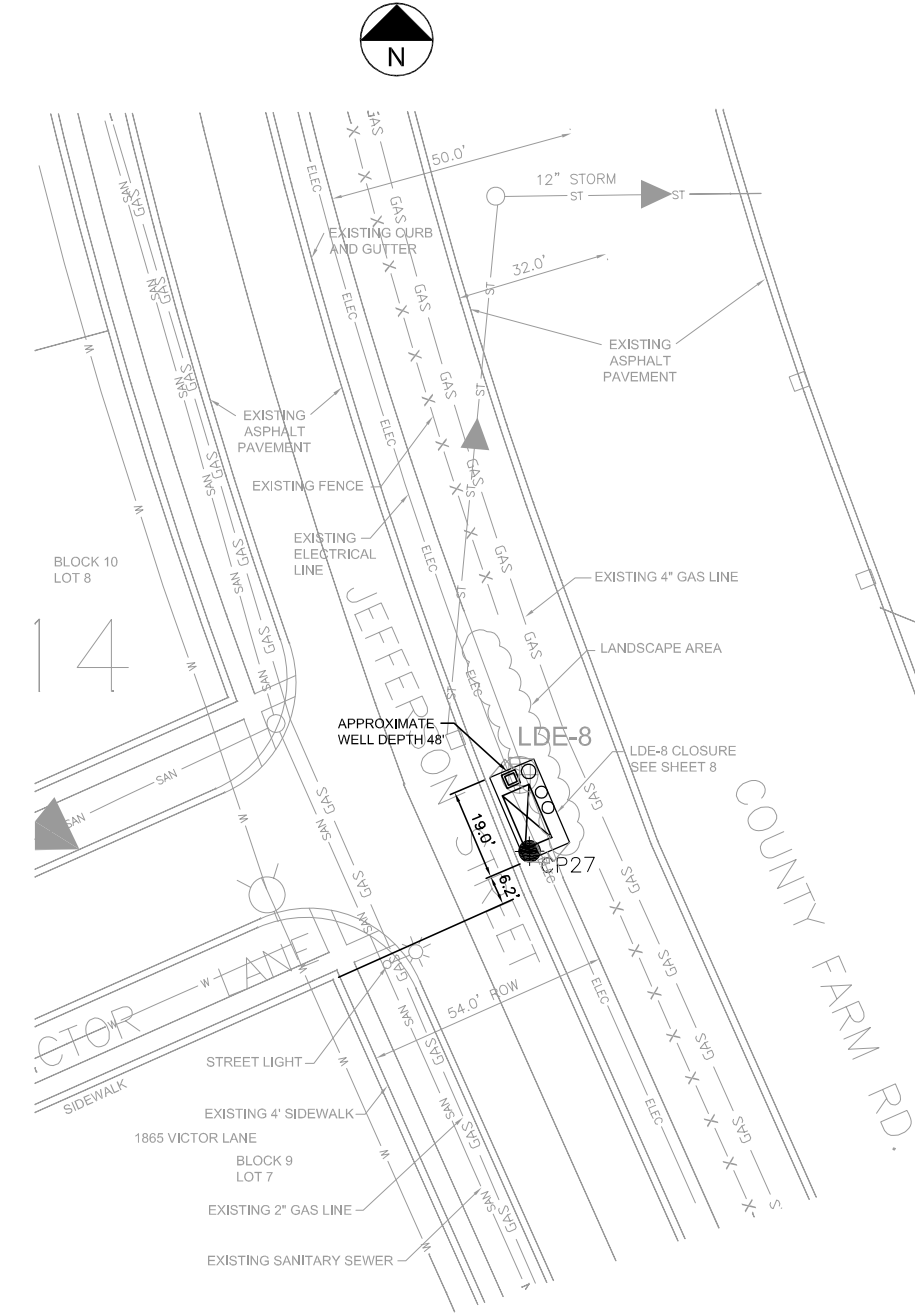 N
50.0'
12" STORM
ST
ST
EXISTING CURB
AND GUTTER
32.0'
EXISTING
ASPHALT
PAVEMENT
EXISTING
ASPHALT
PAVEMENT
EXISTING FENCE
EXISTING
ELECTRICAL
LINE
BLOCK 10
LOT 8
EXISTING 4" GAS LINE
14
JEFFERSON STREET
LANDSCAPE AREA
APPROXIMATE
WELL DEPTH 48'
LDE-8
LDE-8 CLOSURE
SEE SHEET 8
19.0'
CP27
6.2'
COUNTY FARM RD.
SAN
SAN
CTOR LANE
54.0' ROW
STREET LIGHT
SIDEWALK
EXISTING 4' SIDEWALK
1865 VICTOR LANE
BLOCK 9
LOT 7
EXISTING 2" GAS LINE
EXISTING SANITARY SEWER
GAS
ELEC
W